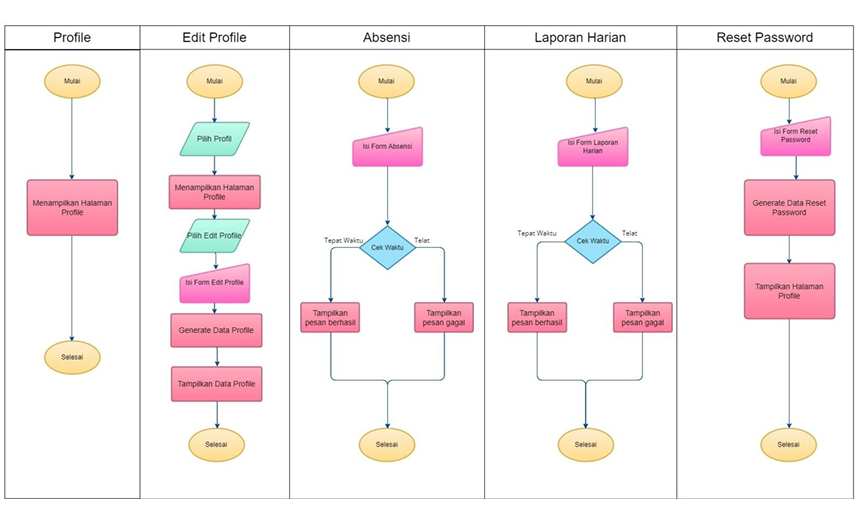 Profile
Edit Profile
Absensi
Laporan Harian
Reset Password
Mulai
Menampilkan Halaman
Profile
Selesai
Mulai
Pilih Profil
Menampilkan Halaman
Profile
Pilih Edit Profile
Isi Form Edit Profile
Generate Data Profile
Tampilkan Data Profile
Selesai
Mulai
Isi Form Absensi
Cek Waktu
Tepat Waktu
Telat
Tampilkan
pesan berhasil
Tampilkan
pesan gagal
Selesai
Mulai
Isi Form Laporan
Harian
Cek Waktu
Tepat Waktu
Telat
Tampilkan
pesan berhasil
Tampilkan
pesan gagal
Selesai
Mulai
Isi Form Reset
Password
Generate Data Reset
Password
Tampilkan Halaman
Profile
Selesai